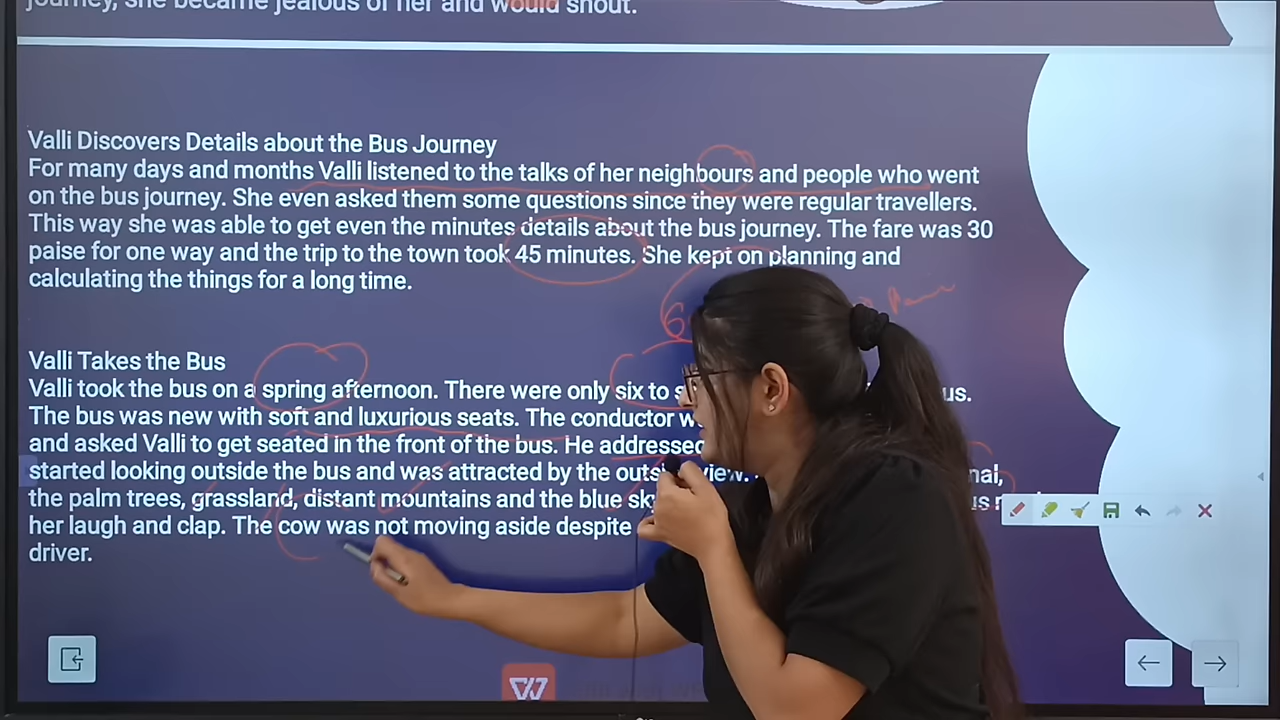 journey, she became jealous of her and would shout.
Valli Discovers Details about the Bus Journey
For many days and months Valli listened to the talks of her neighbours and people who went
on the bus journey. She even asked them some questions since they were regular travellers.
This way she was able to get even the minutes details about the bus journey. The fare was 30
paise for one way and the trip to the town took 45 minutes. She kept on planning and
calculating the things for a long time.
6
Valli Takes the Bus
Valli took the bus on a spring afternoon. There were only six to
The bus was new with soft and luxurious seats. The conductor
and asked Valli to get seated in the front of the bus. He addressed
started looking outside the bus and was attracted by the view.
the palm trees, grassland, distant mountains and the blue
her laugh and clap. The cow was not moving aside despite
driver.